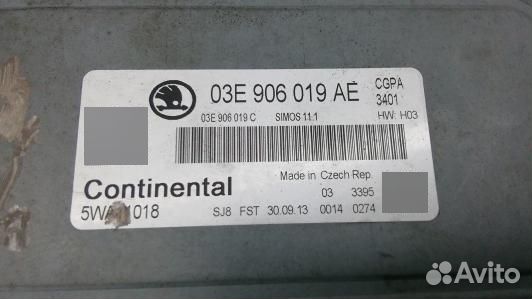 03E 906 019 AE CGPA
3401
03E 906 019 C SIMOS 11.1 HW: H03
Made in Czech Rep.
Continental 03 3395
SJ8 FST 30.09.13 0014 0274
Avito